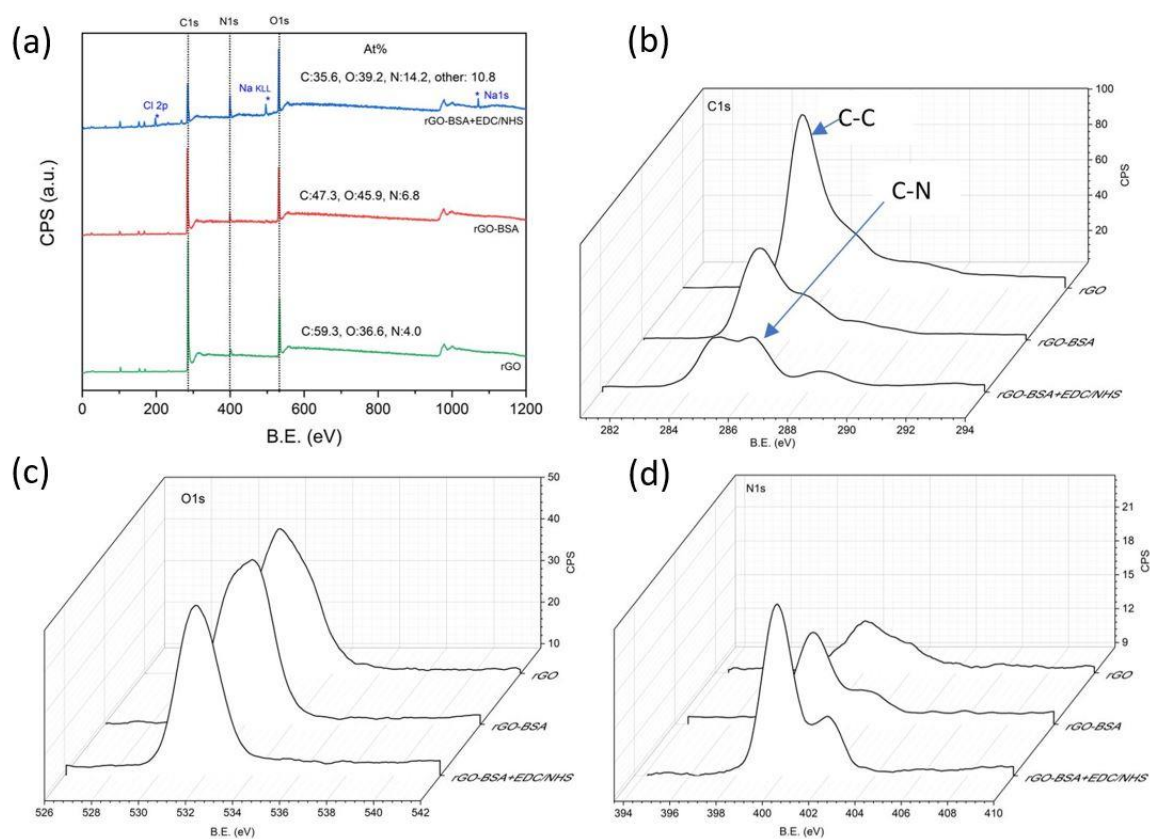 (a)
C1s N1s O1s
At%
C:35.6, O:39.2, N:14.2, other: 10.8
Cl 2p
*
Na KLL
*
* Na1s
rGO-BSA+EDC/NHS
C:47.3, O:45.9, N:6.8
rGO-BSA
C:59.3, O:36.6, N:4.0
rGO
CPS (a.u.)
0 200 400 600 800 1000 1200
B.E. (eV)
(b)
C1s
C-C
C-N
100
80
60
40
20
CPS
rGO
rGO-BSA
rGO-BSA+EDC/NHS
282 284 286 288 290 292 294
B.E. (eV)
(c)
O1s
50
40
30
20
10
CPS
rGO
rGO-BSA
rGO-BSA+EDC/NHS
526 528 530 532 534 536 538 540 542
B.E. (eV)
(d)
N1s
21
18
15
12
9
CPS
rGO
rGO-BSA
rGO-BSA+EDC/NHS
394 396 398 400 402 404 406 408 410
B.E. (eV)